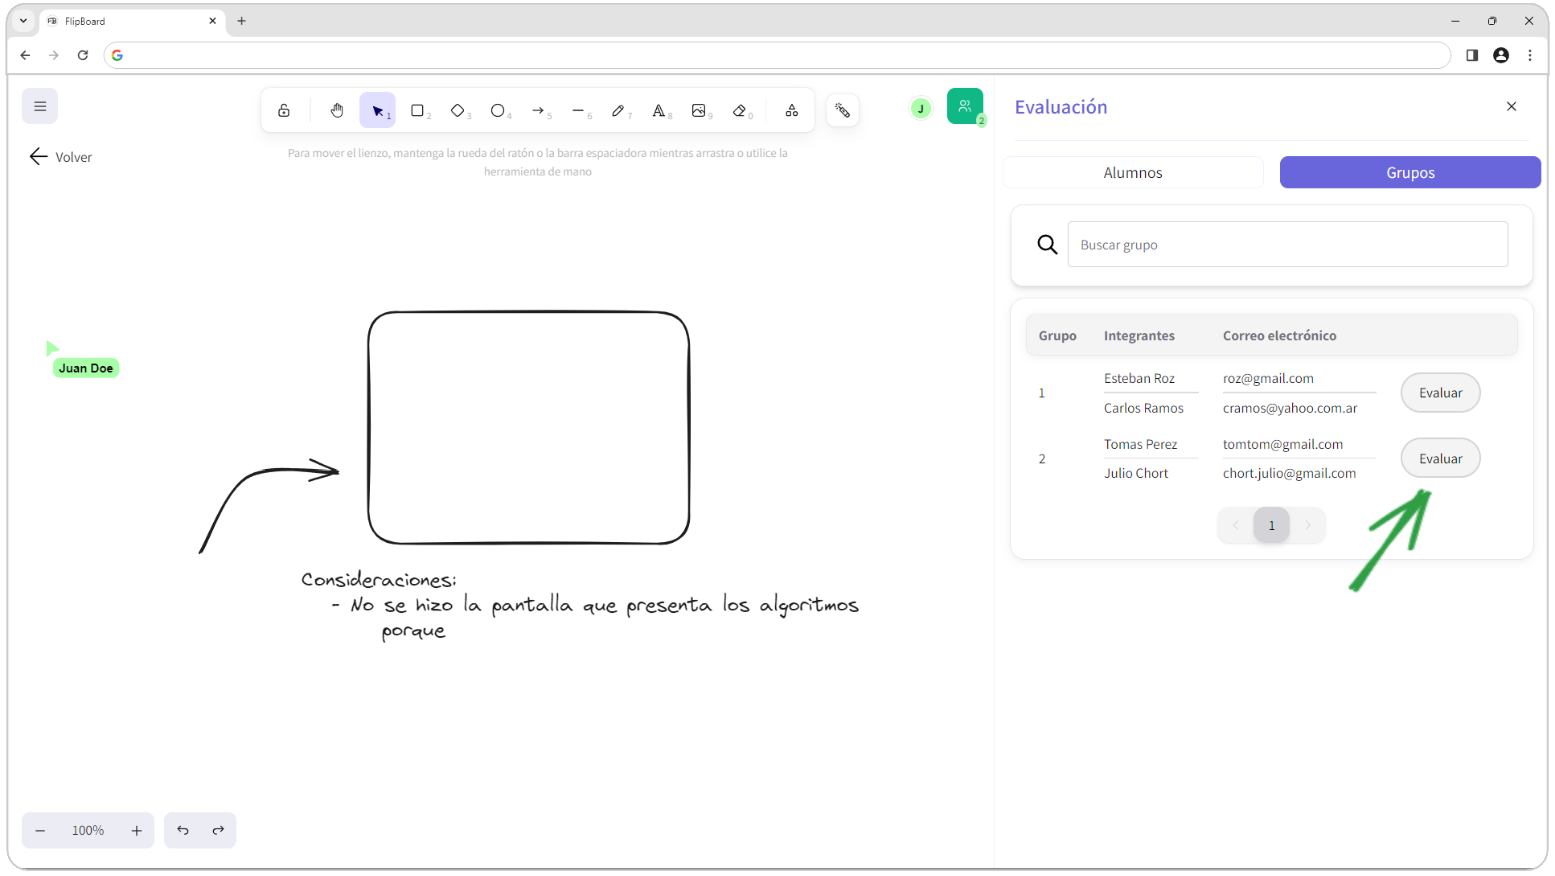 FlipBoard
1
2
3
4
5
6
7
A
8
9
0
J
2
Volver
Para mover el lienzo, mantenga la rueda del ratón o la barra espaciadora mientras arrastra o utilice la
herramienta de mano
Juan Doe
Consideraciones:
- No se hizo la pantalla que presenta los algoritmos
porque
100%
Evaluación
Alumnos Grupos
Buscar grupo
Grupo Integrantes Correo electrónico
1
Esteban Roz roz@gmail.com
Carlos Ramos cramos@yahoo.com.ar
Evaluar
2
Tomas Perez tomtom@gmail.com
Julio Chort chort.julio@gmail.com
Evaluar
1